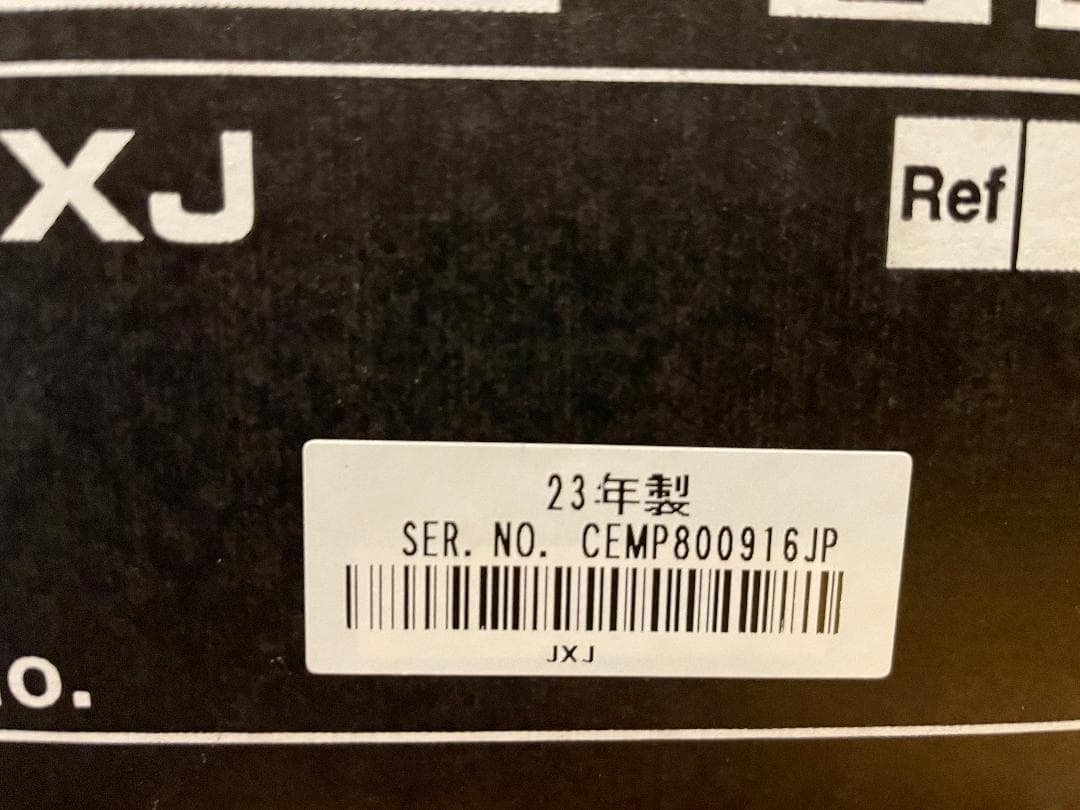 XJ
Ref
23年製
SER. NO. CEMP800916JP
JXJ
o.